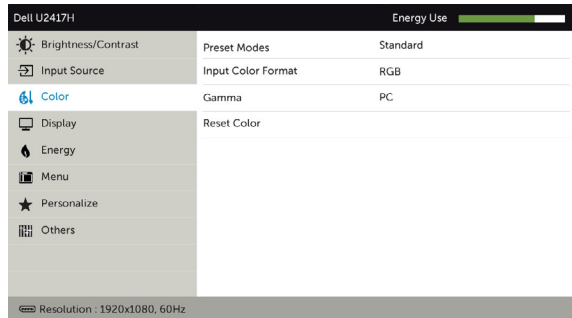 Dell U2417H Energy Use
Brightness/Contrast
Input Source
Color
Display
Energy
Menu
Personalize
Others
Preset Modes Standard
Input Color Format RGB
Gamma PC
Reset Color
Resolution : 1920x1080, 60Hz